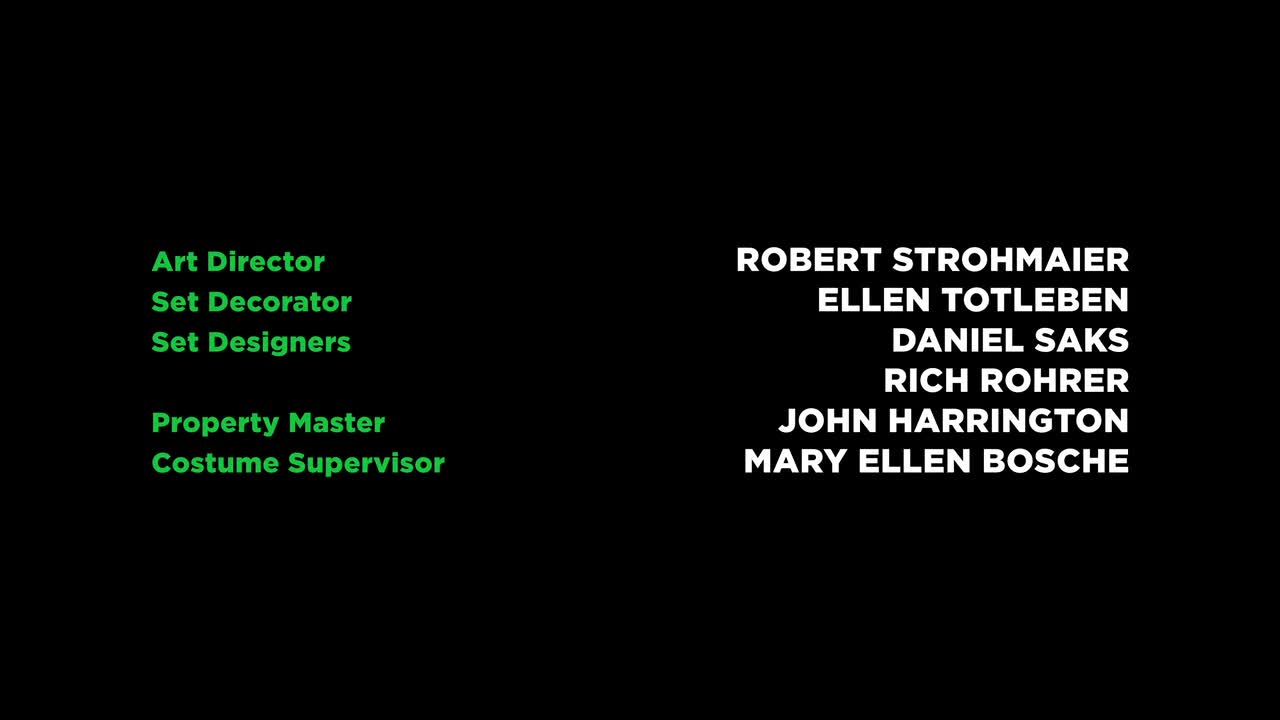 Art Director ROBERT STROHMAIER
Set Decorator ELLEN TOTLEBEN
Set Designers DANIEL SAKS
RICH ROHRER
Property Master JOHN HARRINGTON
Costume Supervisor MARY ELLEN BOSCHE